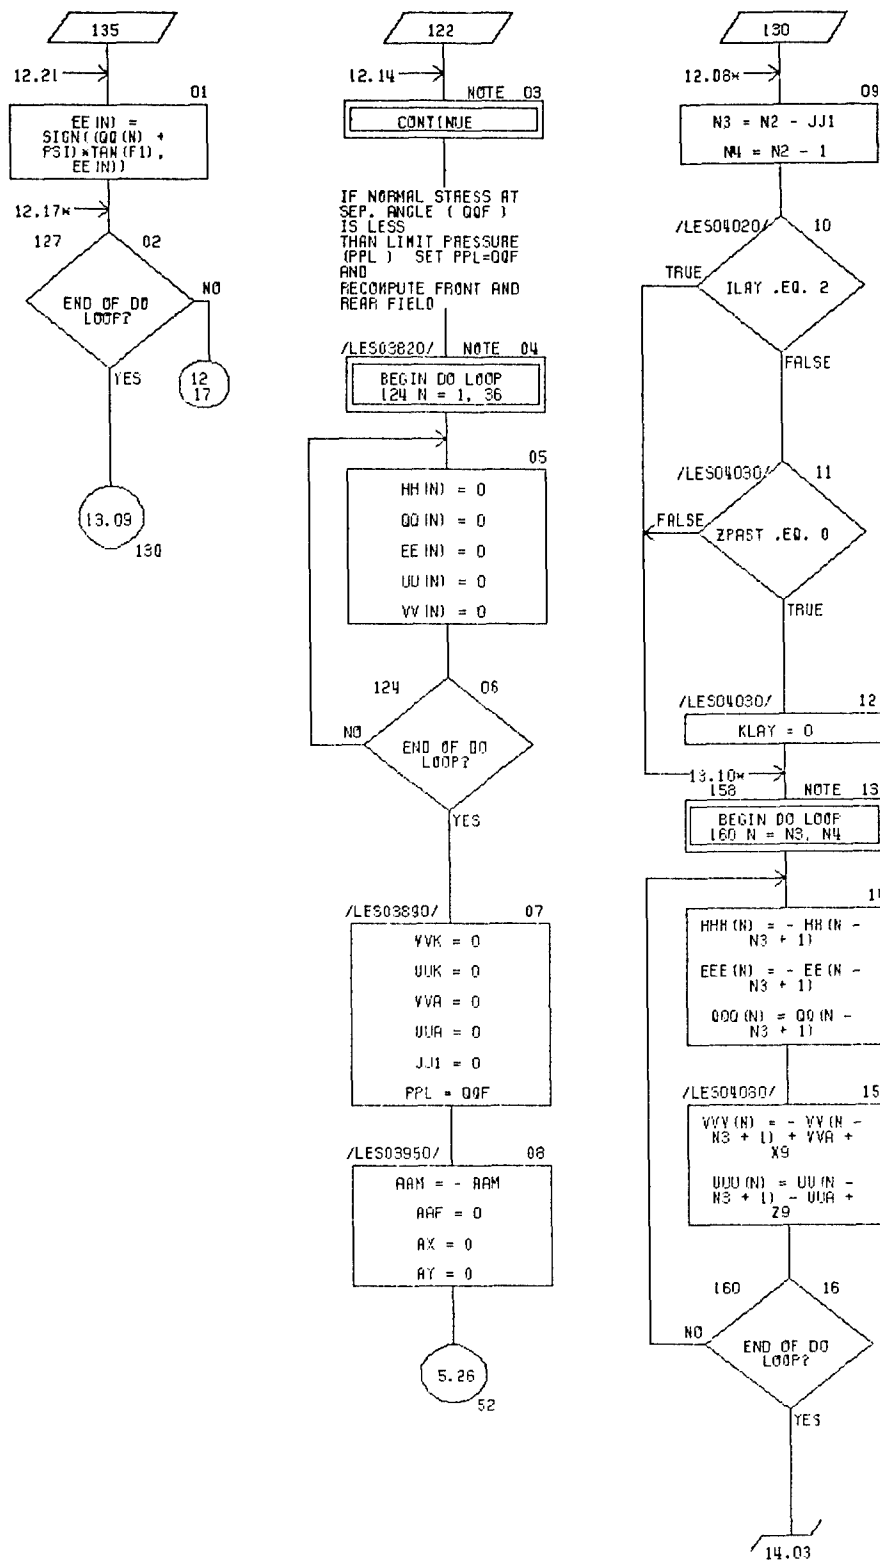 135
12.21
01
EE(N) =
SIGN((QQ(N) +
PSI)*TAN(F1),
EE(N))
12.17*
127
02
END OF DO
LOOP?
NO
YES
12
17
13.09
130
122
12.14
NOTE 03
CONTINUE
IF NORMAL STRESS AT
SEP. ANGLE ( QQF )
IS LESS
THAN LIMIT PRESSURE
(PPL ) SET PPL=QQF
AND
RECOMPUTE FRONT AND
REAR FIELD
/LES03820/
NOTE 04
BEGIN DO LOOP
124 N = 1, 36
05
HH(N) = 0
QQ(N) = 0
EE(N) = 0
UU(N) = 0
VV(N) = 0
124
06
NO
END OF DO
LOOP?
YES
/LES03890/
07
VVK = 0
UUK = 0
VVA = 0
UUA = 0
JJ1 = 0
PPL = QQF
/LES03950/
08
AAM = - AAM
AAF = 0
AX = 0
AY = 0
5.26
52
130
12.08*
09
N3 = N2 - JJ1
N4 = N2 - 1
/LES04020/
10
TRUE
ILAY .EQ. 2
FALSE
/LES04030/
11
FALSE
ZPAST .EQ. 0
TRUE
/LES04030/
12
KLAY = 0
13.10*
158
NOTE 13
BEGIN DO LOOP
160 N = N3, N4
HHH(N) = - HH(N -
N3 + 1)
EEE(N) = - EE(N -
N3 + 1)
QQQ(N) = QQ(N -
N3 + 1)
/LES04080/
15
VVV(N) = - VV(N -
N3 + 1) + VVA +
X9
UUU(N) = UU(N -
N3 + 1) - UUA +
Z9
160
16
NO
END OF DO
LOOP?
YES
14.03